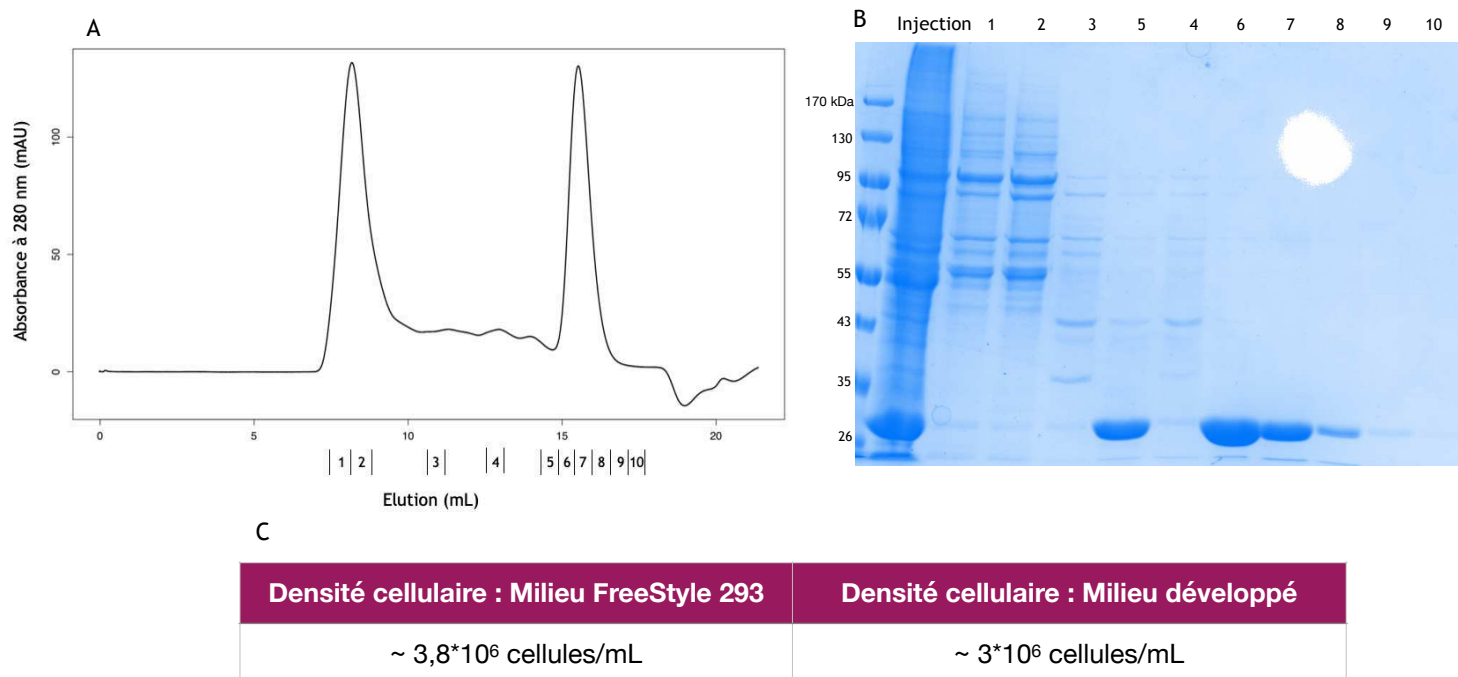 A
Absorbance à 280 nm (mAU)
100
50
0
0 5 10 15 20
1 2 3 4 5 6 7 8 9 10
Elution (mL)
B
Injection 1 2 3 5 4 6 7 8 9 10
170 kDa
130
95
72
55
43
35
26
C
Densité cellulaire : Milieu FreeStyle 293 Densité cellulaire : Milieu développé
~ 3,8*10⁶ cellules/mL ~ 3*10⁶ cellules/mL